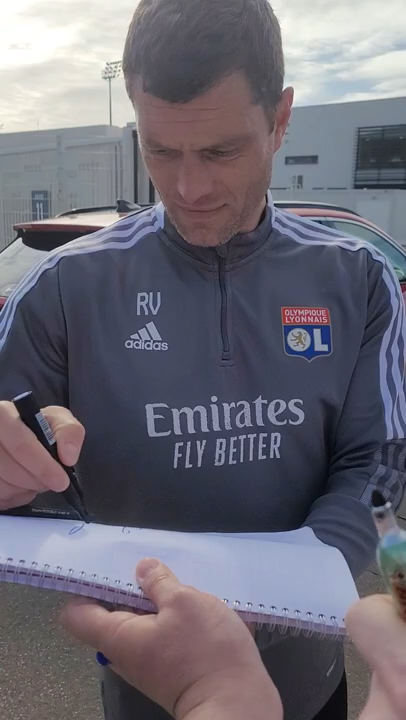 RV
adidas
OLYMPIQUE
LYONNAIS
OL
Emirates
FLY BETTER